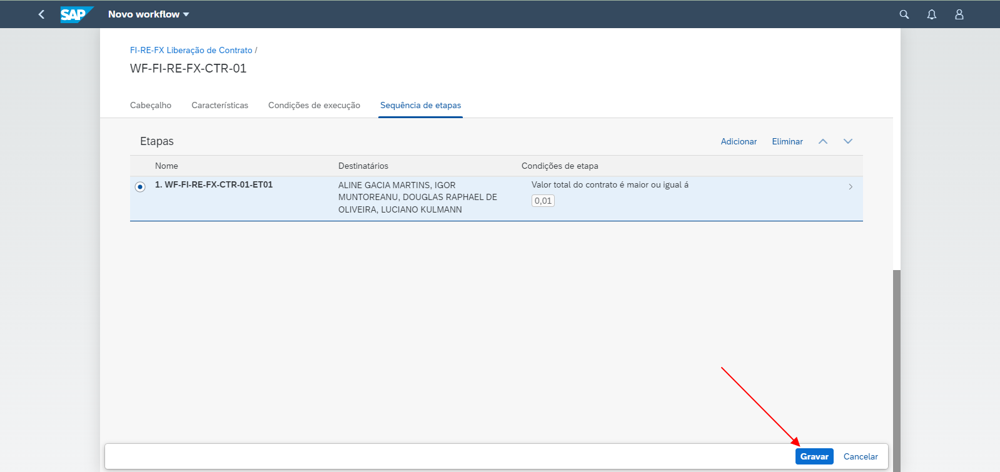 SAP Novo workflow
FI-RE-FX Liberação de Contrato /
WF-FI-RE-FX-CTR-01
Cabeçalho Características Condições de execução Sequência de etapas
Etapas Adicionar Eliminar
Nome Destinatários Condições de etapa
1. WF-FI-RE-FX-CTR-01-ET01
ALINE GACIA MARTINS, IGOR
MUNTOREANU, DOUGLAS RAPHAEL DE
OLIVEIRA, LUCIANO KULMANN
Valor total do contrato é maior ou igual á
0,01
Gravar Cancelar